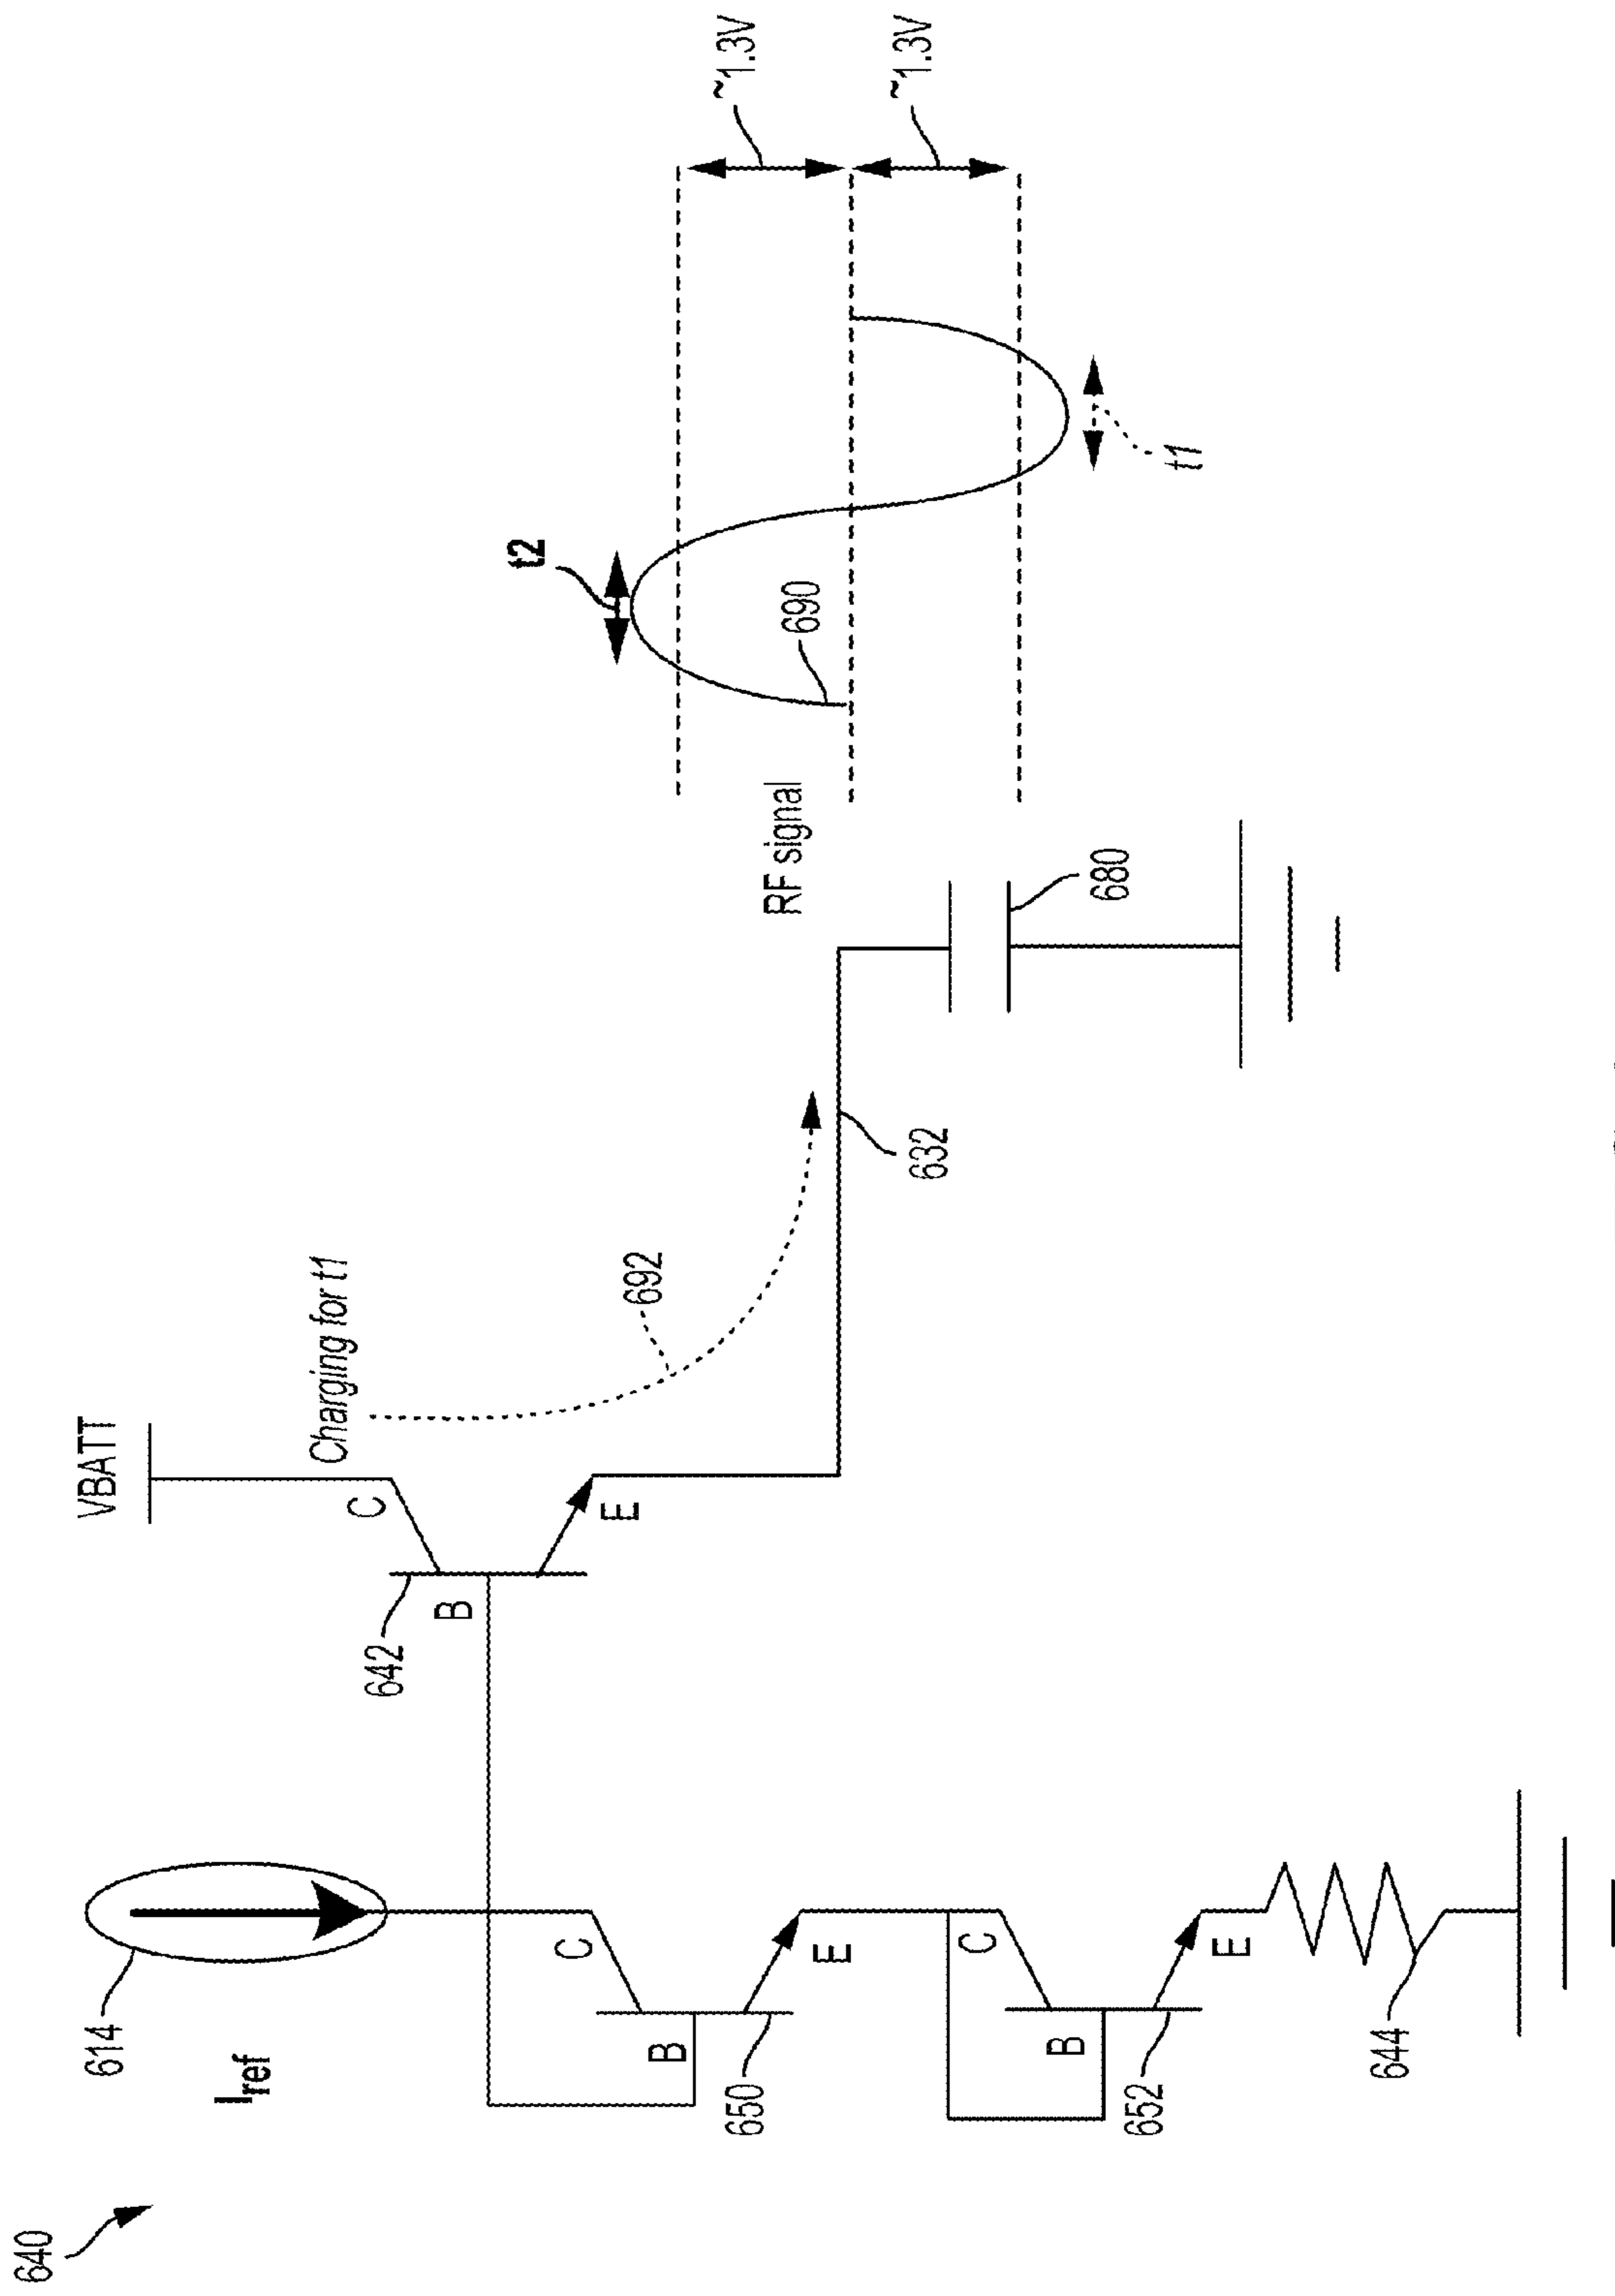 640
614
Iref
VBATT
Charging for t1
C
B
E
642
692
632
C
B
E
650
C
B
E
652
644
680
RF signal
690
t2
t1
~1.3V
~1.3V